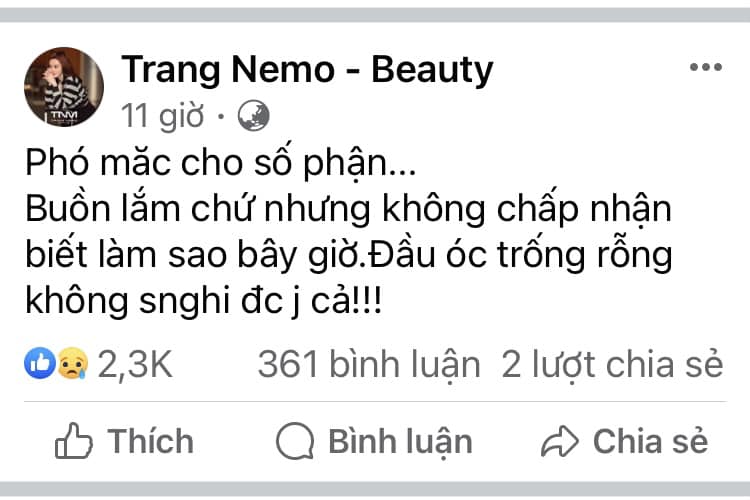 Trang Nemo - Beauty
11 giờ ·
TNM
Phó măc cho số phận...
Buồn lắm chứ nhưng không chấp nhận
biết làm sao bây giờ.Đầu óc trống rỗng
không snghi đc j cả!!!
2,3K 361 bình luận 2 lượt chia sẻ
Thích Bình luận Chia sẻ